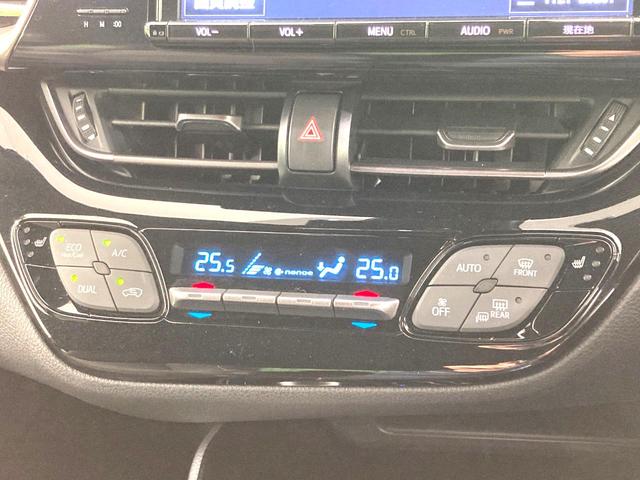 H M :00
VOL− VOL+ MENU CTRL AUDIO PWR 現在地
25.5 nanoe 25.0
ECO A/C
DUAL
AUTO FRONT
OFF REAR